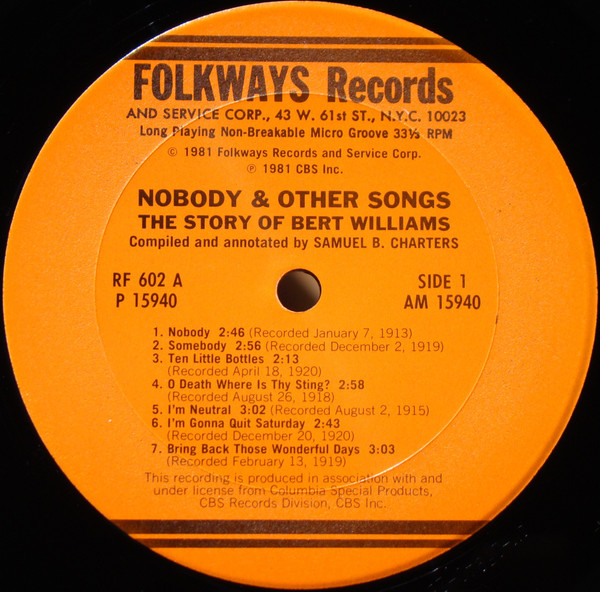 FOLKWAYS Records
AND SERVICE CORP., 43 W. 61st ST., N.Y.C. 10023
Long Playing Non-Breakable Micro Groove 33⅓ RPM
© 1981 Folkways Records and Service Corp.
℗ 1981 CBS Inc.
NOBODY & OTHER SONGS
THE STORY OF BERT WILLIAMS
Compiled and annotated by SAMUEL B. CHARTERS
RF 602 A SIDE 1
P 15940 AM 15940
1. Nobody 2:46 (Recorded January 7, 1913)
2. Somebody 2:56 (Recorded December 2, 1919)
3. Ten Little Bottles 2:13
(Recorded April 18, 1920)
4. O Death Where Is Thy Sting? 2:58
(Recorded August 26, 1918)
5. I'm Neutral 3:02 (Recorded August 2, 1915)
6. I'm Gonna Quit Saturday 2:43
(Recorded December 20, 1920)
7. Bring Back Those Wonderful Days 3:03
(Recorded February 13, 1919)
This recording is produced in association with and
under license from Columbia Special Products,
CBS Records Division, CBS Inc.